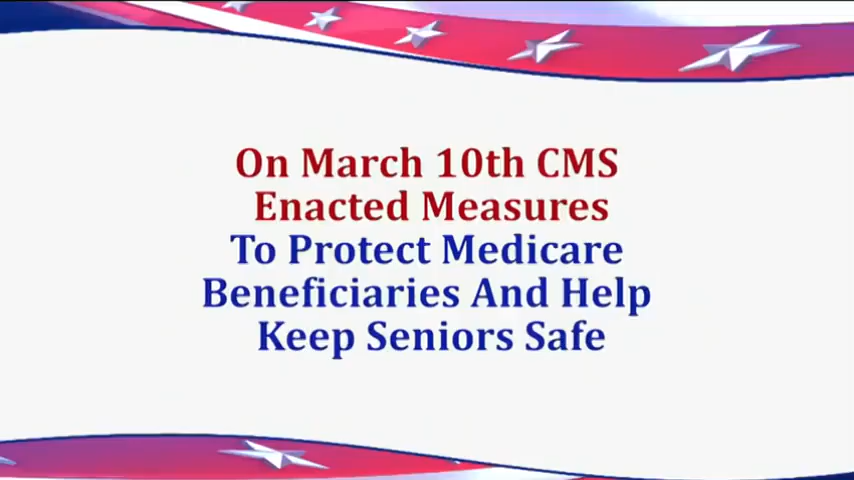 On March 10th CMS
Enacted Measures
To Protect Medicare
Beneficiaries And Help
Keep Seniors Safe